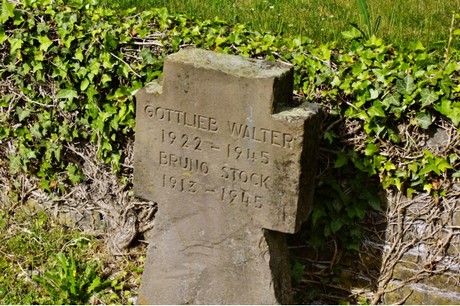 GOTTLIEB WALTER
1922 - 1945
BRUNO STOCK
1913 - 1945